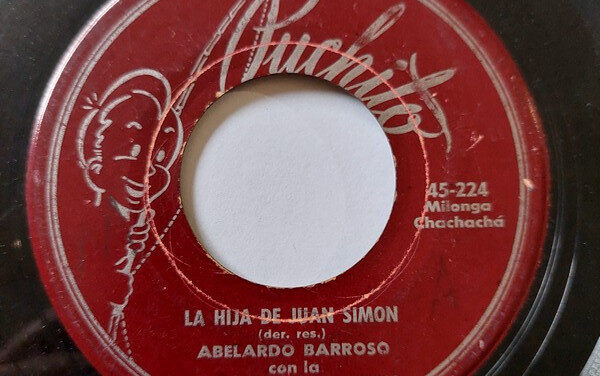 Puchito
45-224
Milonga
Chachachá
LA HIJA DE JUAN SIMON
(der. res.)
ABELARDO BARROSO
con la